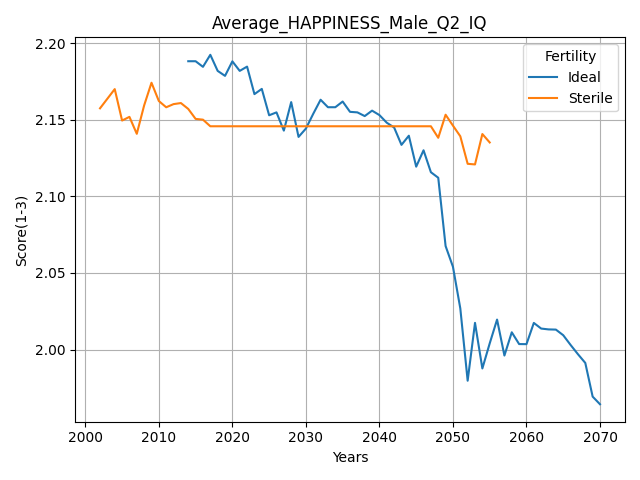 Average_HAPPINESS_Male_Q2_IQ
Fertility
Ideal
Sterile
Score(1-3)
2.20
2.15
2.10
2.05
2.00
2000 2010 2020 2030 2040 2050 2060 2070
Years